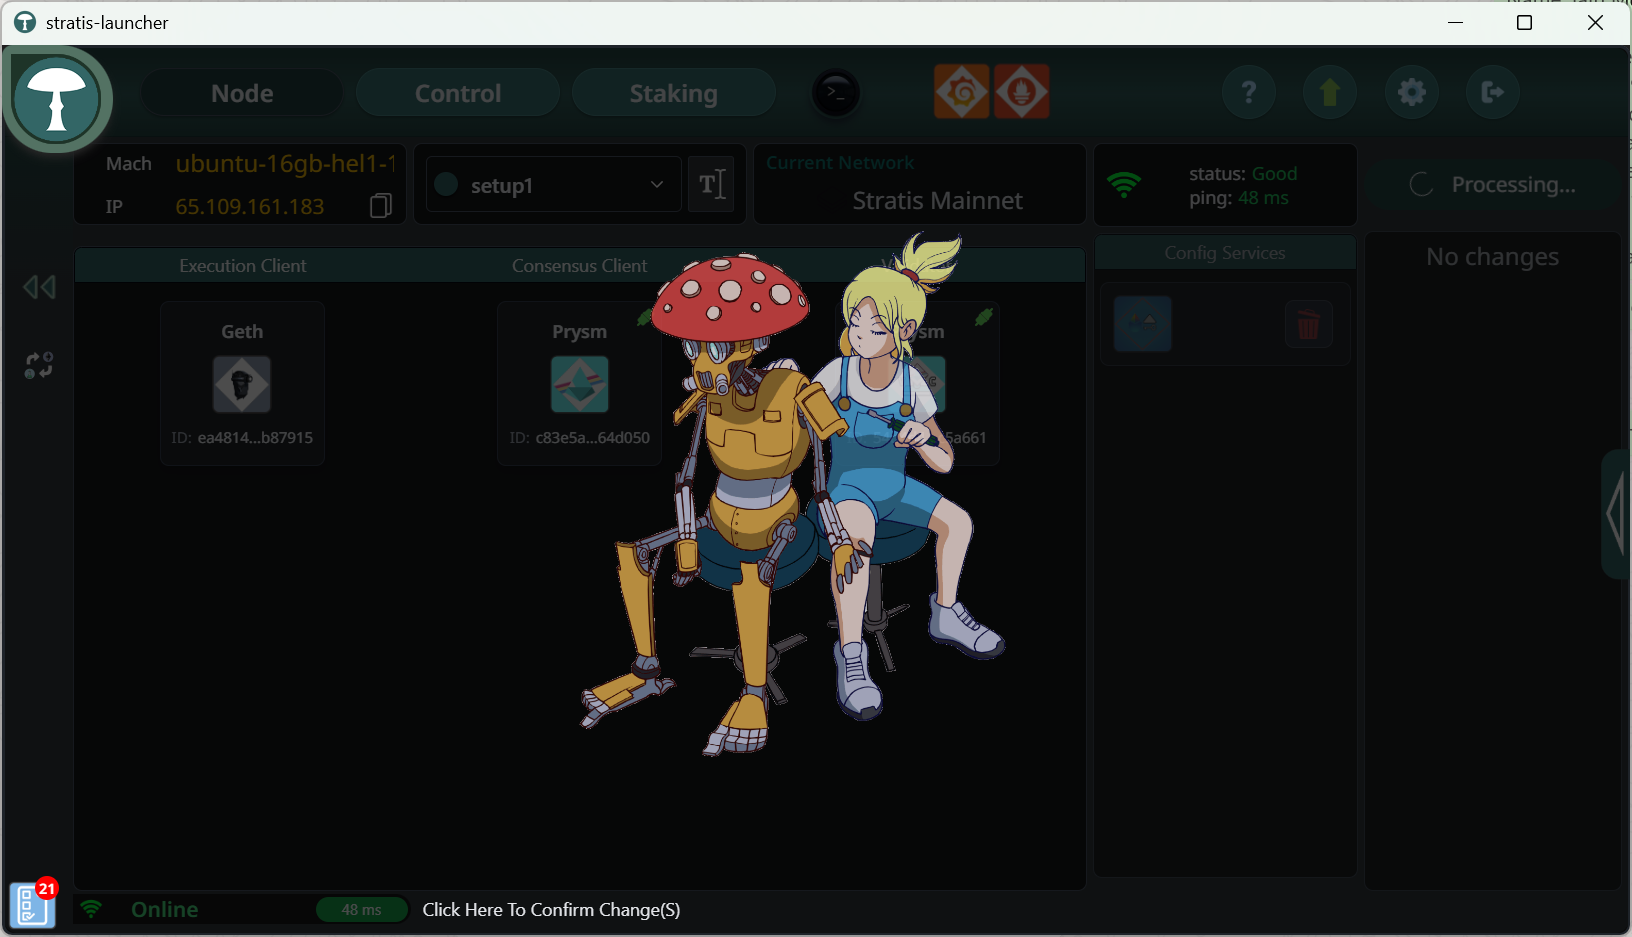 stratis-launcher
Node
Control
Staking
>_
?
Mach
ubuntu-16gb-hel1-1
IP
65.109.161.183
setup1
Current Network
Stratis Mainnet
status: Good
ping: 48 ms
Processing...
Execution Client
Consensus Client
Config Services
No changes
Geth
ID: ea4814...b87915
Prysm
ID: c83e5a...64d050
sm
5a661
21
Online
48 ms
Click Here To Confirm Change(S)